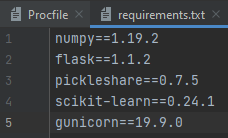 Procfile
requirements.txt
1 numpy==1.19.2
2 flask==1.1.2
3 pickleshare==0.7.5
4 scikit-learn==0.24.1
5 gunicorn==19.9.0